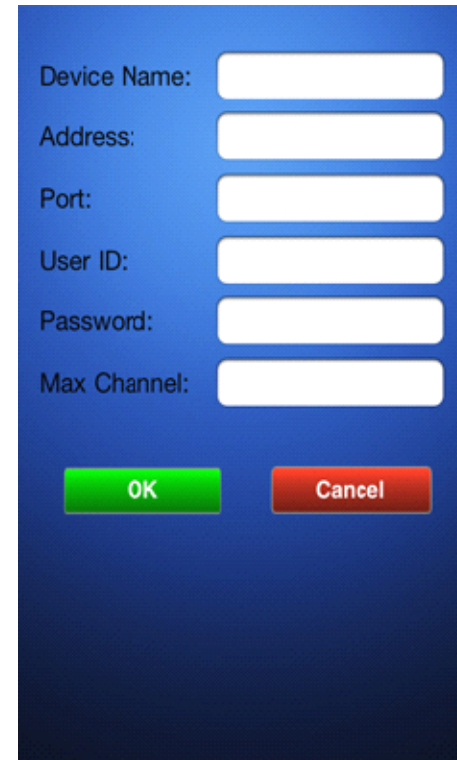 Device Name:
Address:
Port:
User ID:
Password:
Max Channel:
OK Cancel